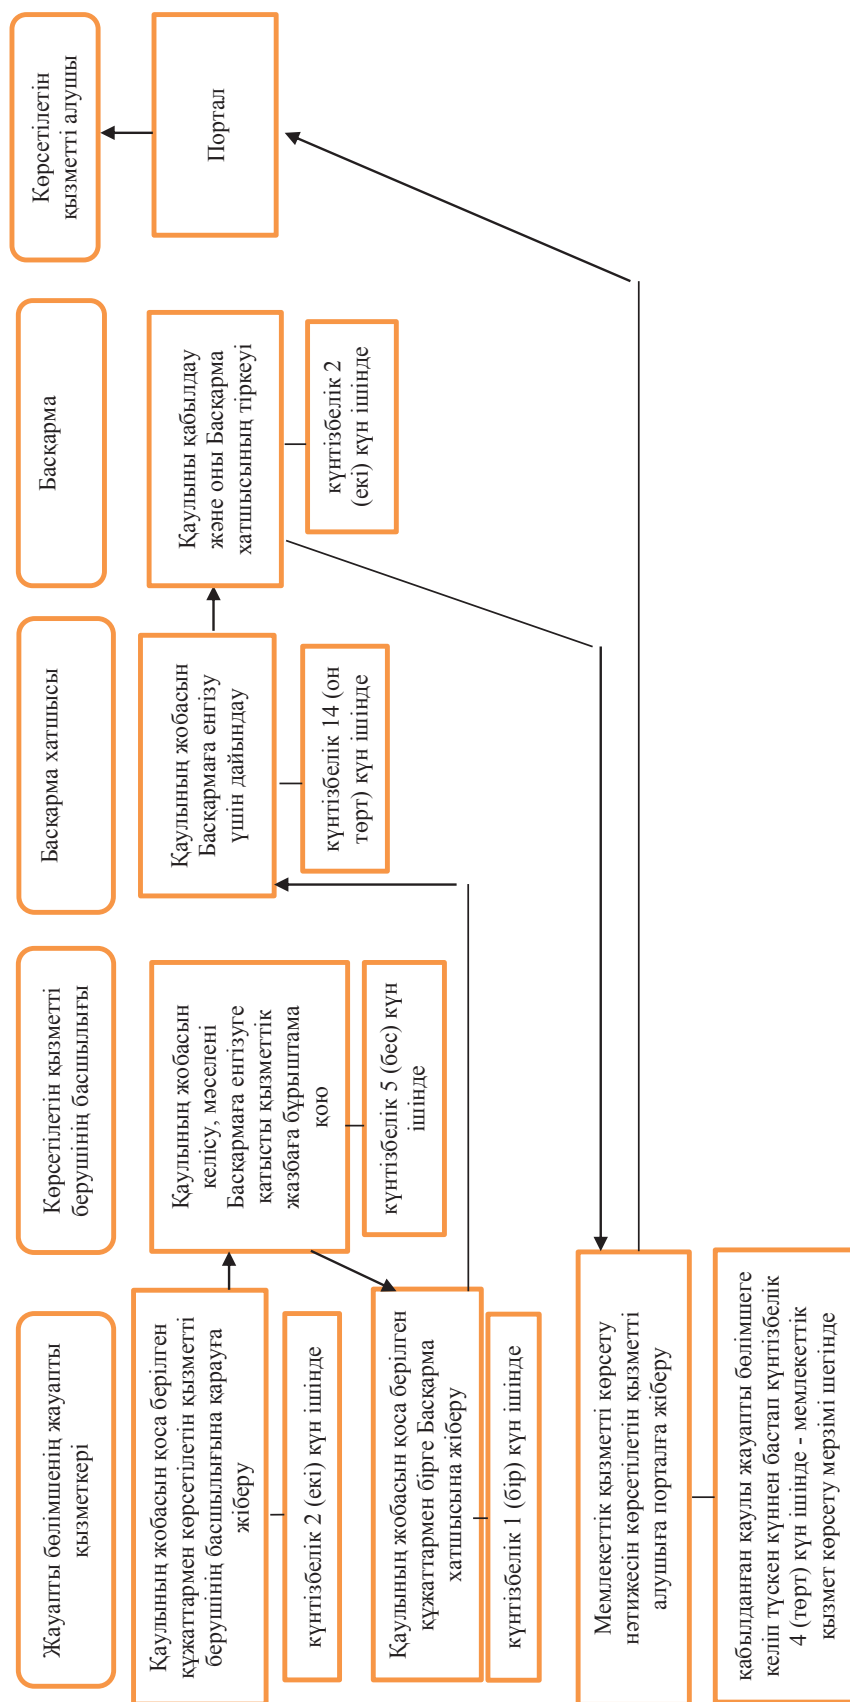 Жауапты бөлімшенің жауапты
қызметкері
Көрсетілетін қызметті
берушінің басшылығы
Басқарма хатшысы
Басқарма
Көрсетілетін
қызметті алушы
Қаулының жобасын қоса берілген
құжаттармен көрсетілетін қызметті
берушінің басшылығына қарауға
жіберу
күнтізбелік 2 (екі) күн ішінде
Қаулының жобасын қоса берілген
құжаттармен бірге Басқарма
хатшысына жіберу
күнтізбелік 1 (бір) күн ішінде
Мемлекеттік қызметті көрсету
нәтижесін көрсетілетін қызметті
алушыға порталға жіберу
қабылданған қаулы жауапты бөлімшеге
келіп түскен күннен бастап күнтізбелік
4 (төрт) күн ішінде - мемлекеттік
қызмет көрсету мерзімі шегінде
Қаулының жобасын
келісу, мәселені
Басқармаға енгізуге
қатысты қызметтік
жазбаға бұрыштама
қою
күнтізбелік 5 (бес) күн
ішінде
Қаулының жобасын
Басқармаға енгізу
үшін дайындау
күнтізбелік 14 (он
төрт) күн ішінде
Қаулыны қабылдау
және оны Басқарма
хатшысының тіркеуі
күнтізбелік 2
(екі) күн ішінде
Портал